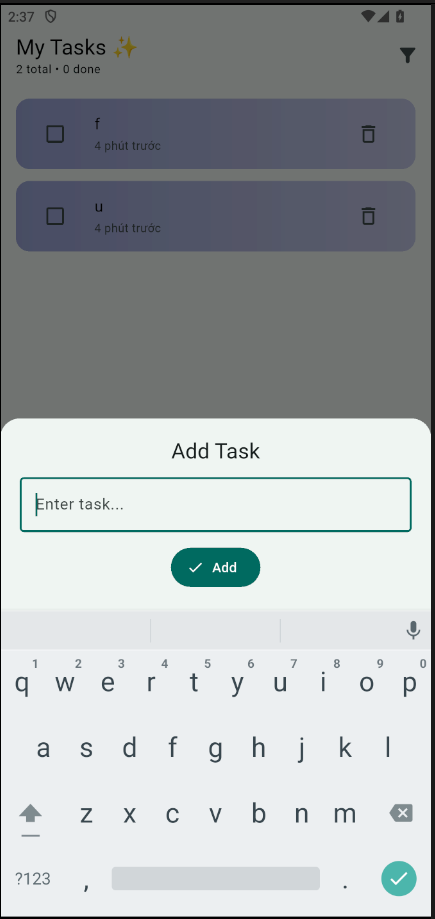 2:37
My Tasks ✨
2 total • 0 done
f
4 phút trước
u
4 phút trước
Add Task
Enter task...
Add
1 2 3 4 5 6 7 8 9 0
q w e r t y u i o p
a s d f g h j k l
z x c v b n m
?123 , .